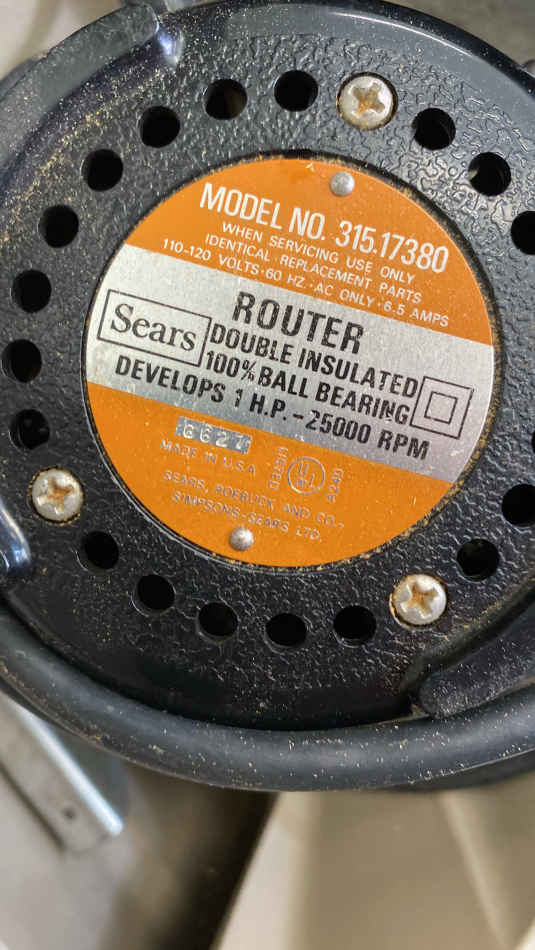 MODEL NO. 315.17380
WHEN SERVICING USE ONLY
IDENTICAL REPLACEMENT PARTS
110-120 VOLTS·60 HZ.·AC ONLY·6.5 AMPS
ROUTER
Sears
DOUBLE INSULATED
100% BALL BEARING
DEVELOPS 1 H.P.-25000 RPM
MADE IN U.S.A
UL
SEARS, ROEBUCK AND CO.
SIMPSONS-SEARS LTD.